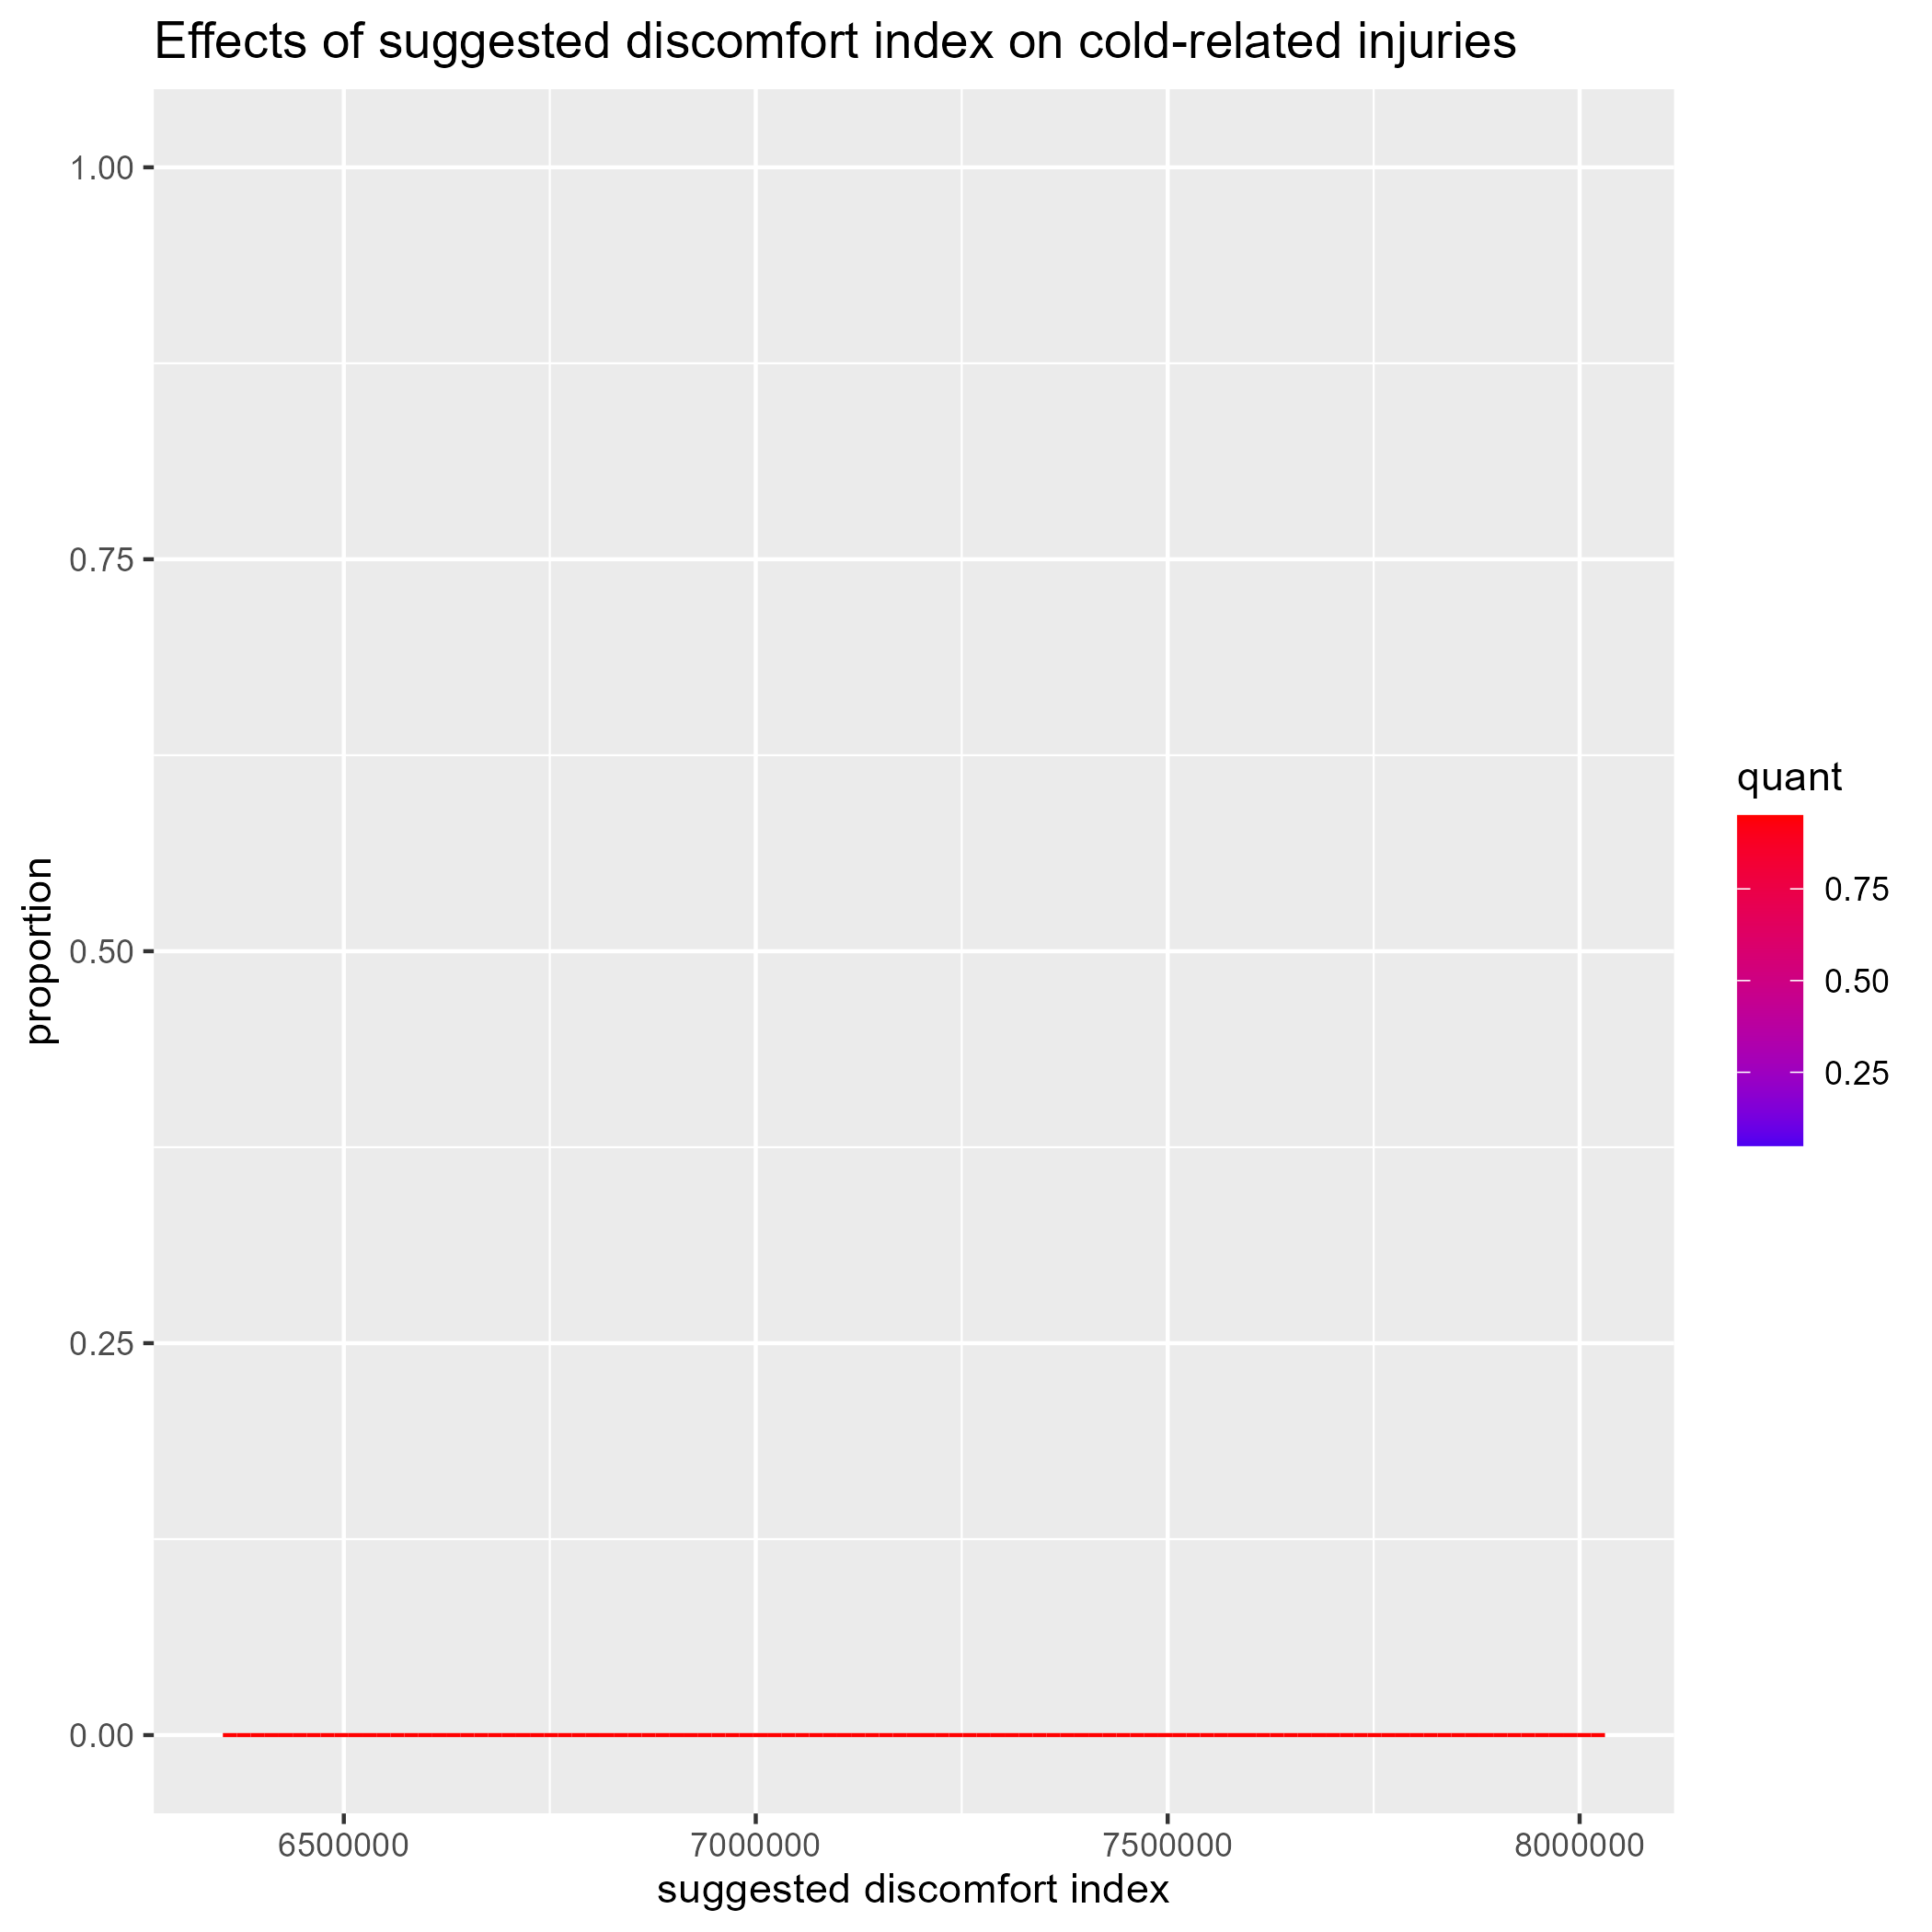 Effects of suggested discomfort index on cold-related injuries
1.00
0.75
0.50
0.25
0.00
proportion
6500000 7000000 7500000 8000000
suggested discomfort index
quant
0.75
0.50
0.25